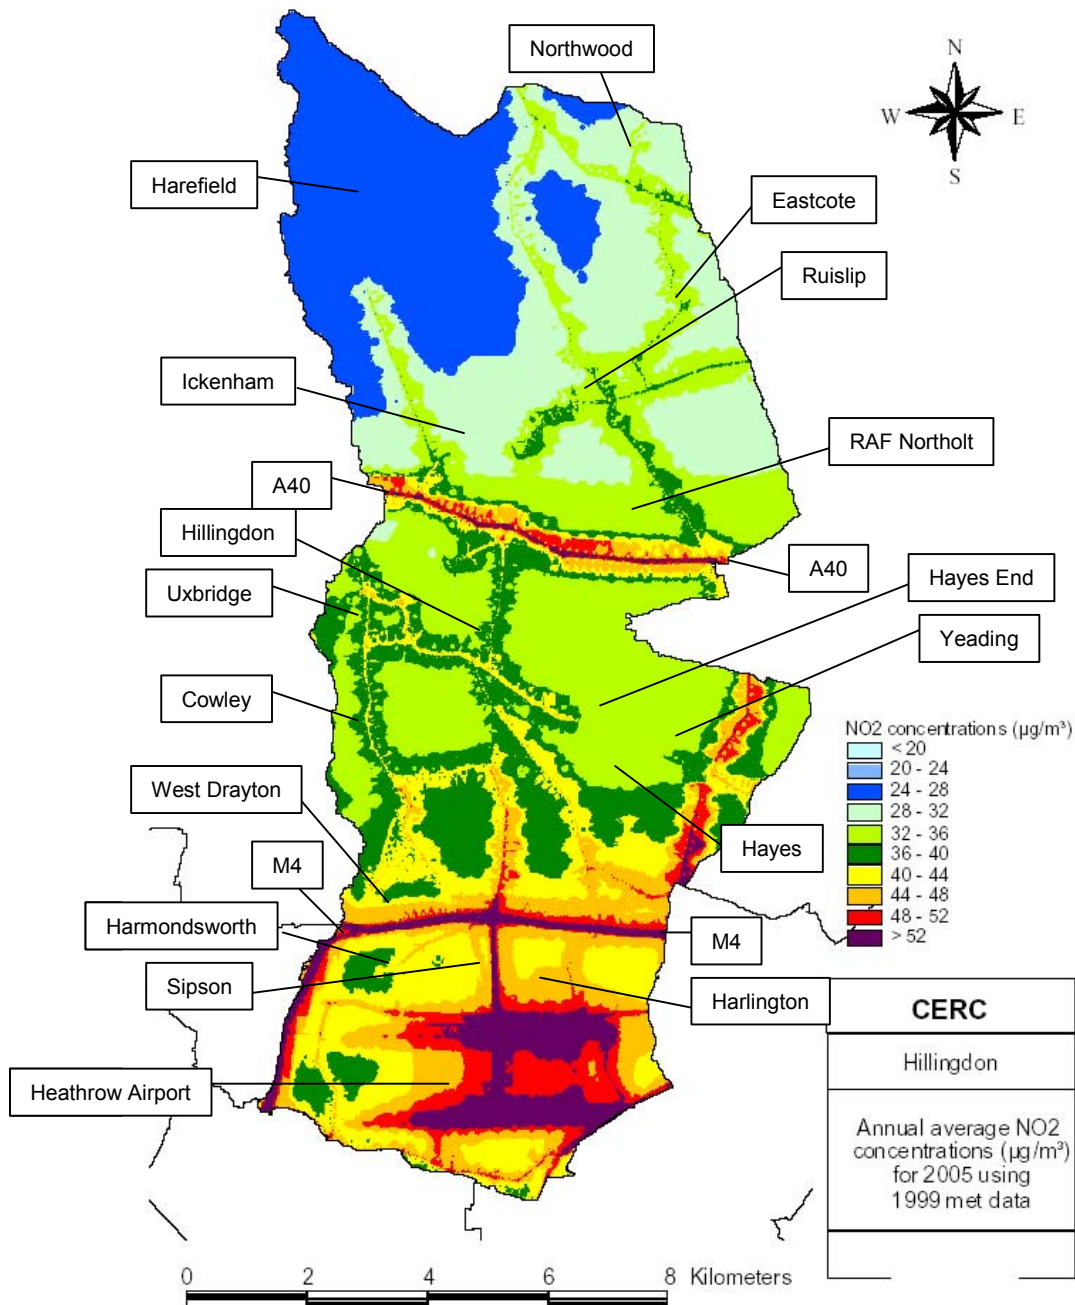 Northwood
N
W
E
S
Harefield
Eastcote
Ruislip
Ickenham
RAF Northolt
A40
Hillingdon
A40
Hayes End
Uxbridge
Yeading
Cowley
NO2 concentrations (µg/m³)
< 20
20 - 24
24 - 28
28 - 32
32 - 36
36 - 40
40 - 44
44 - 48
48 - 52
> 52
West Drayton
Hayes
M4
Harmondsworth
M4
Sipson
Harlington
CERC
Hillingdon
Heathrow Airport
Annual average NO2
concentrations (µg/m³)
for 2005 using
1999 met data
0 2 4 6 8 Kilometers